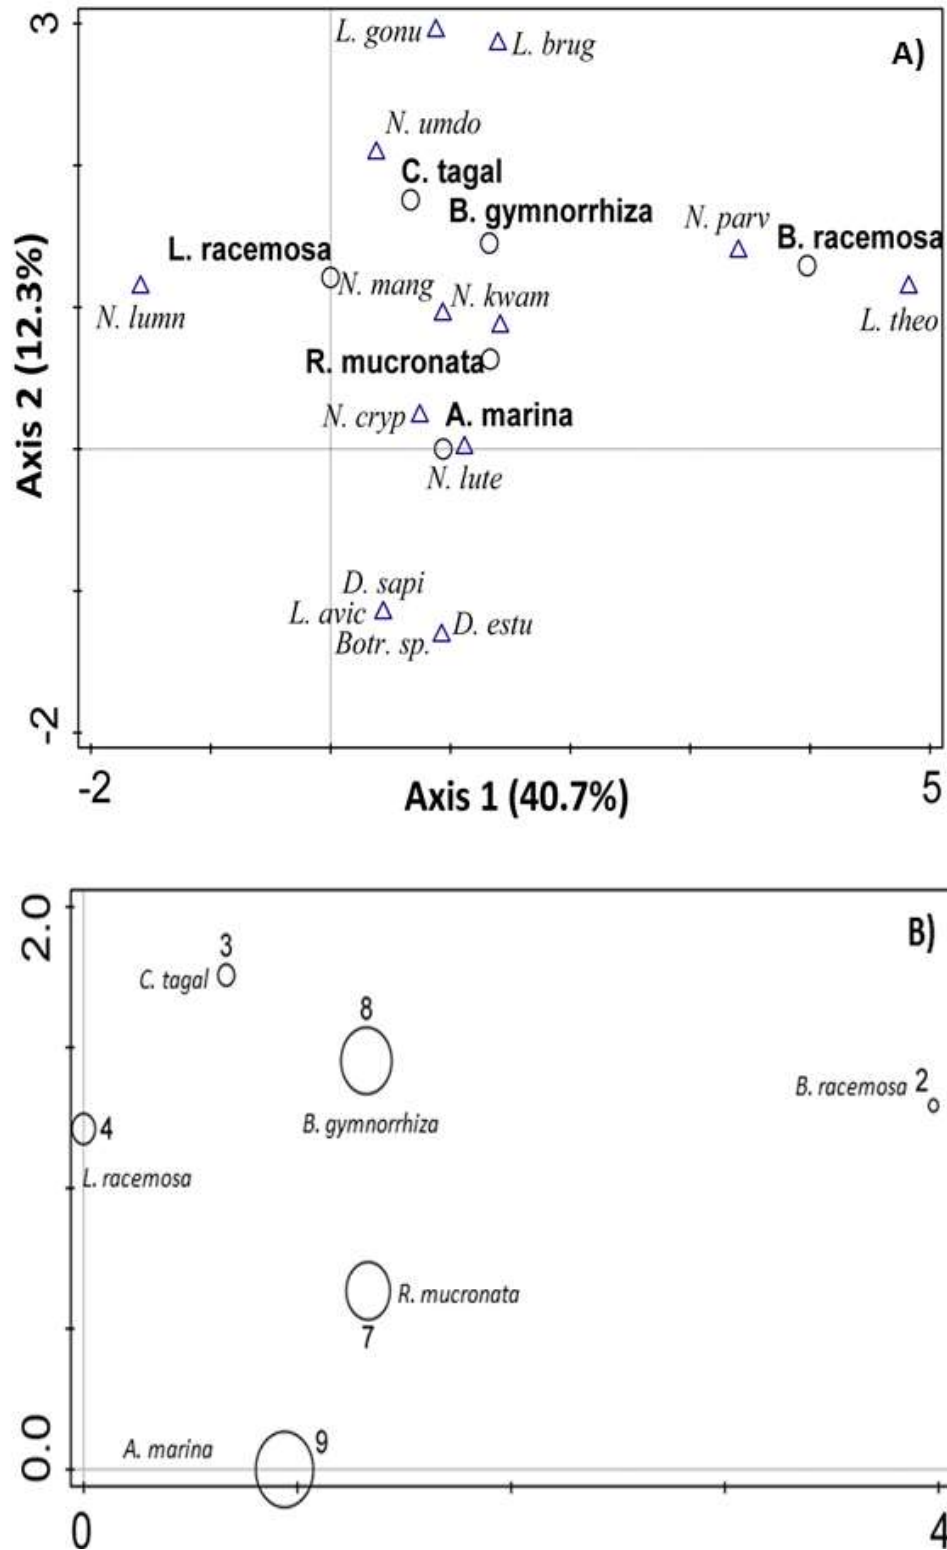 3
L. gonu
L. brug
A)
N. umdo
C. tagal
B. gymnorrhiza
N. parv
B. racemosa
L. racemosa
N. mang
N. kwam
N. lumn
L. theo
R. mucronata
N. cryp
A. marina
N. lute
Axis 2 (12.3%)
D. sapi
L. avic
D. estu
Botr. sp.
-2
-2
Axis 1 (40.7%)
5
2.0
B)
3
C. tagal
8
B. racemosa 2
B. gymnorrhiza
4
L. racemosa
R. mucronata
7
9
A. marina
0.0
0
4